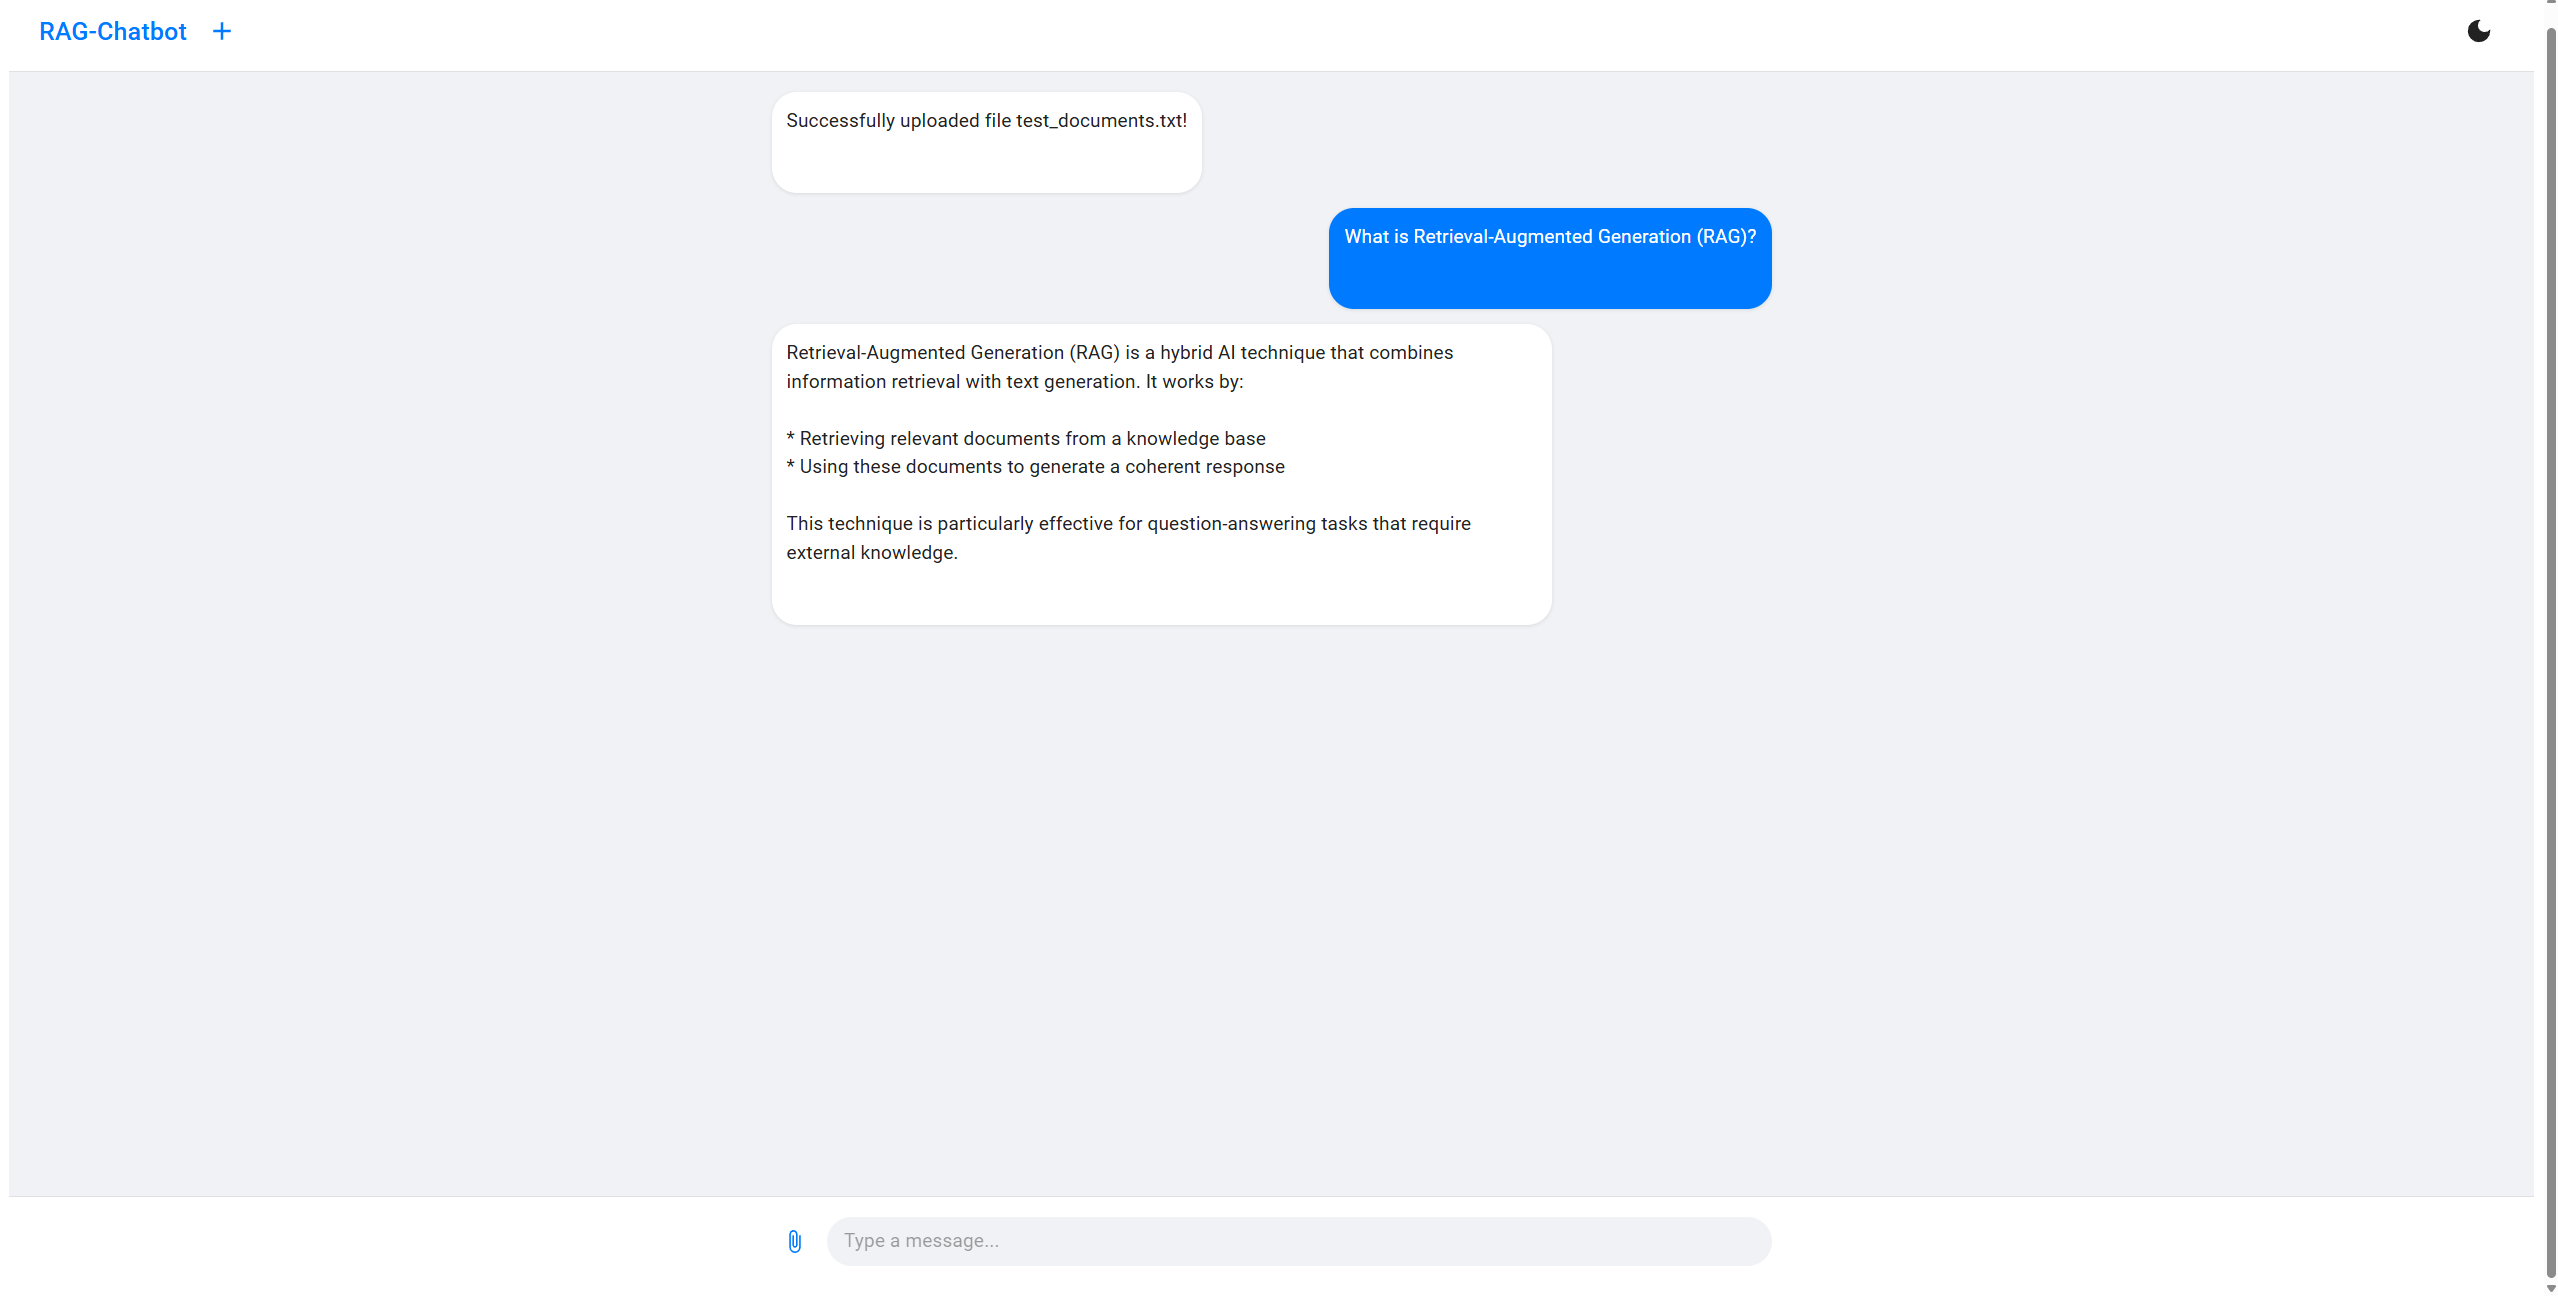 RAG-Chatbot +
Successfully uploaded file test_documents.txt!
What is Retrieval-Augmented Generation (RAG)?
Retrieval-Augmented Generation (RAG) is a hybrid AI technique that combines
information retrieval with text generation. It works by:
* Retrieving relevant documents from a knowledge base
* Using these documents to generate a coherent response
This technique is particularly effective for question-answering tasks that require
external knowledge.
Type a message...